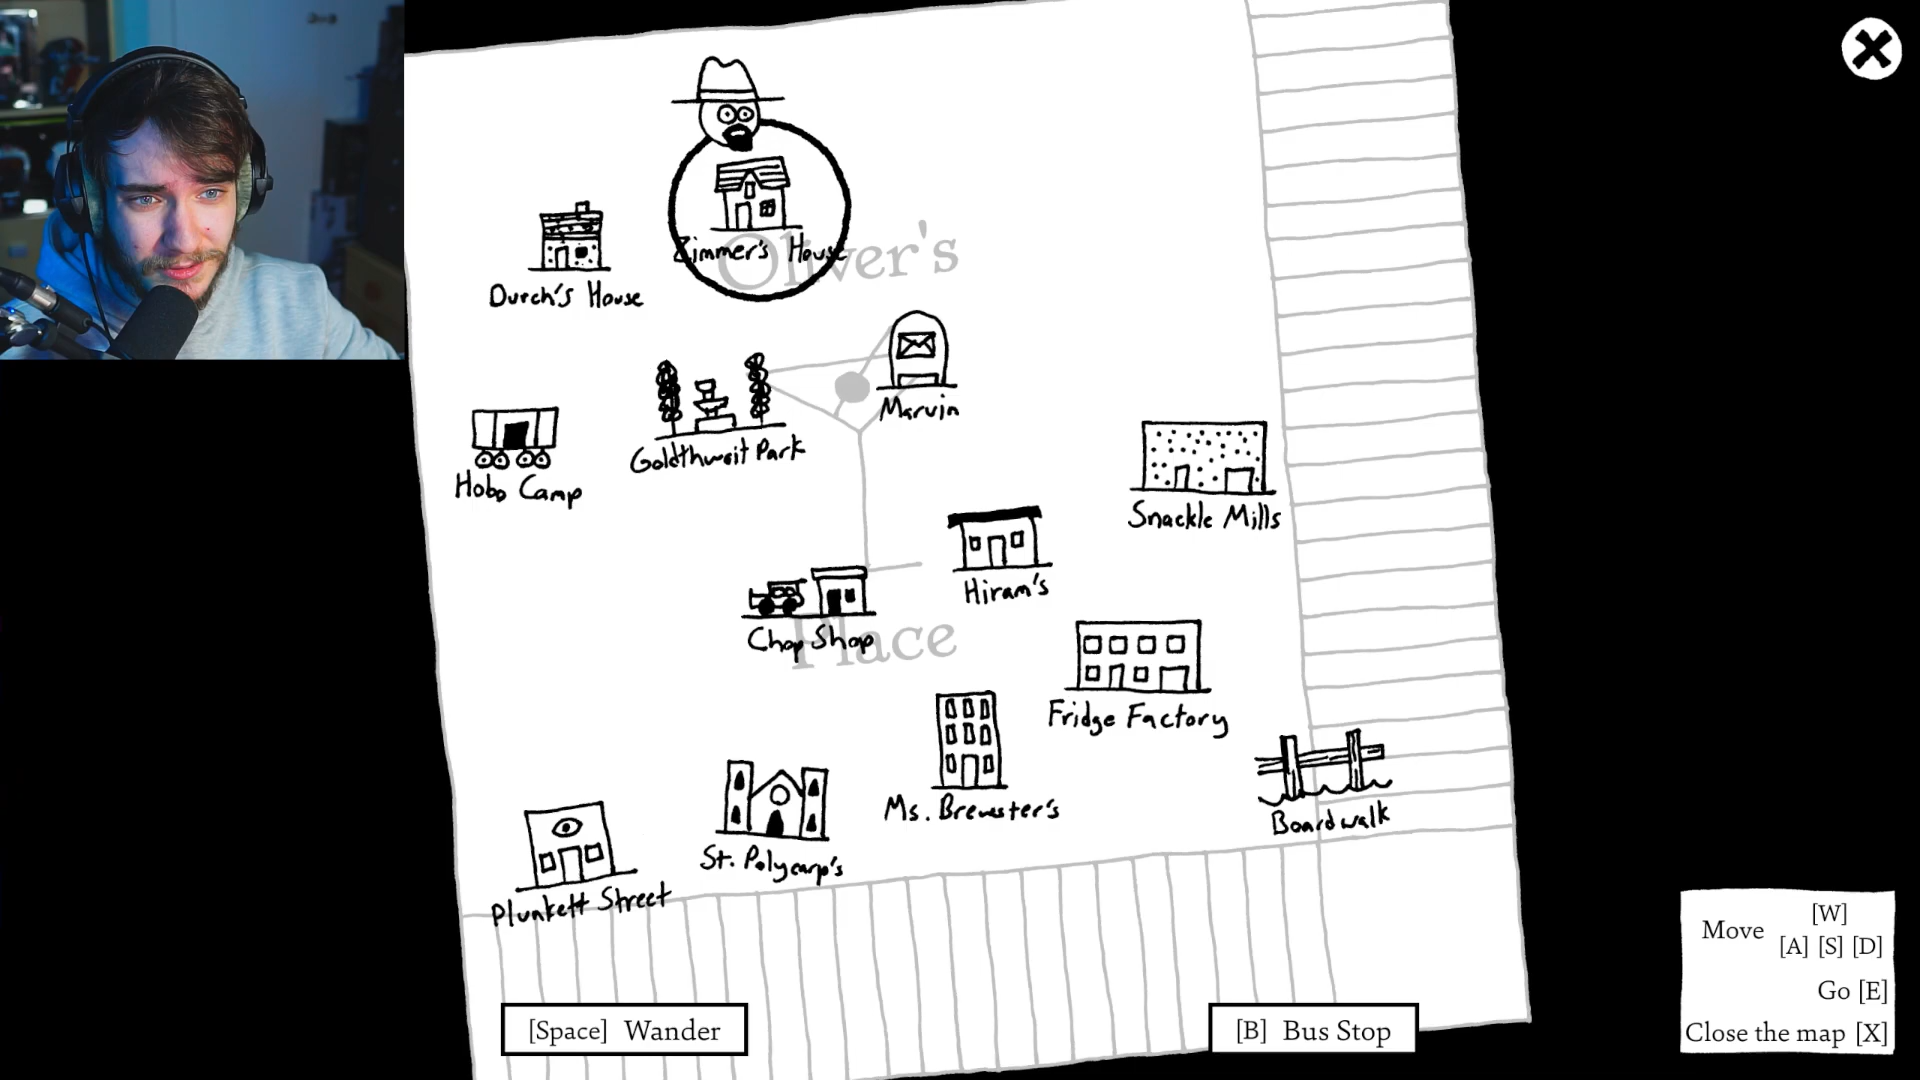 Zimmer's House
Oliver's
Durch's House
Marvin
Goldthwait Park
Hobo Camp
Snackle Mills
Hiram's
Chop Shop
Place
Fridge Factory
Ms. Brewster's
Boardwalk
St. Polycarp's
Plunkett Street
Move [W]
[A] [S] [D]
Go [E]
Close the map [X]
[Space] Wander
[B] Bus Stop